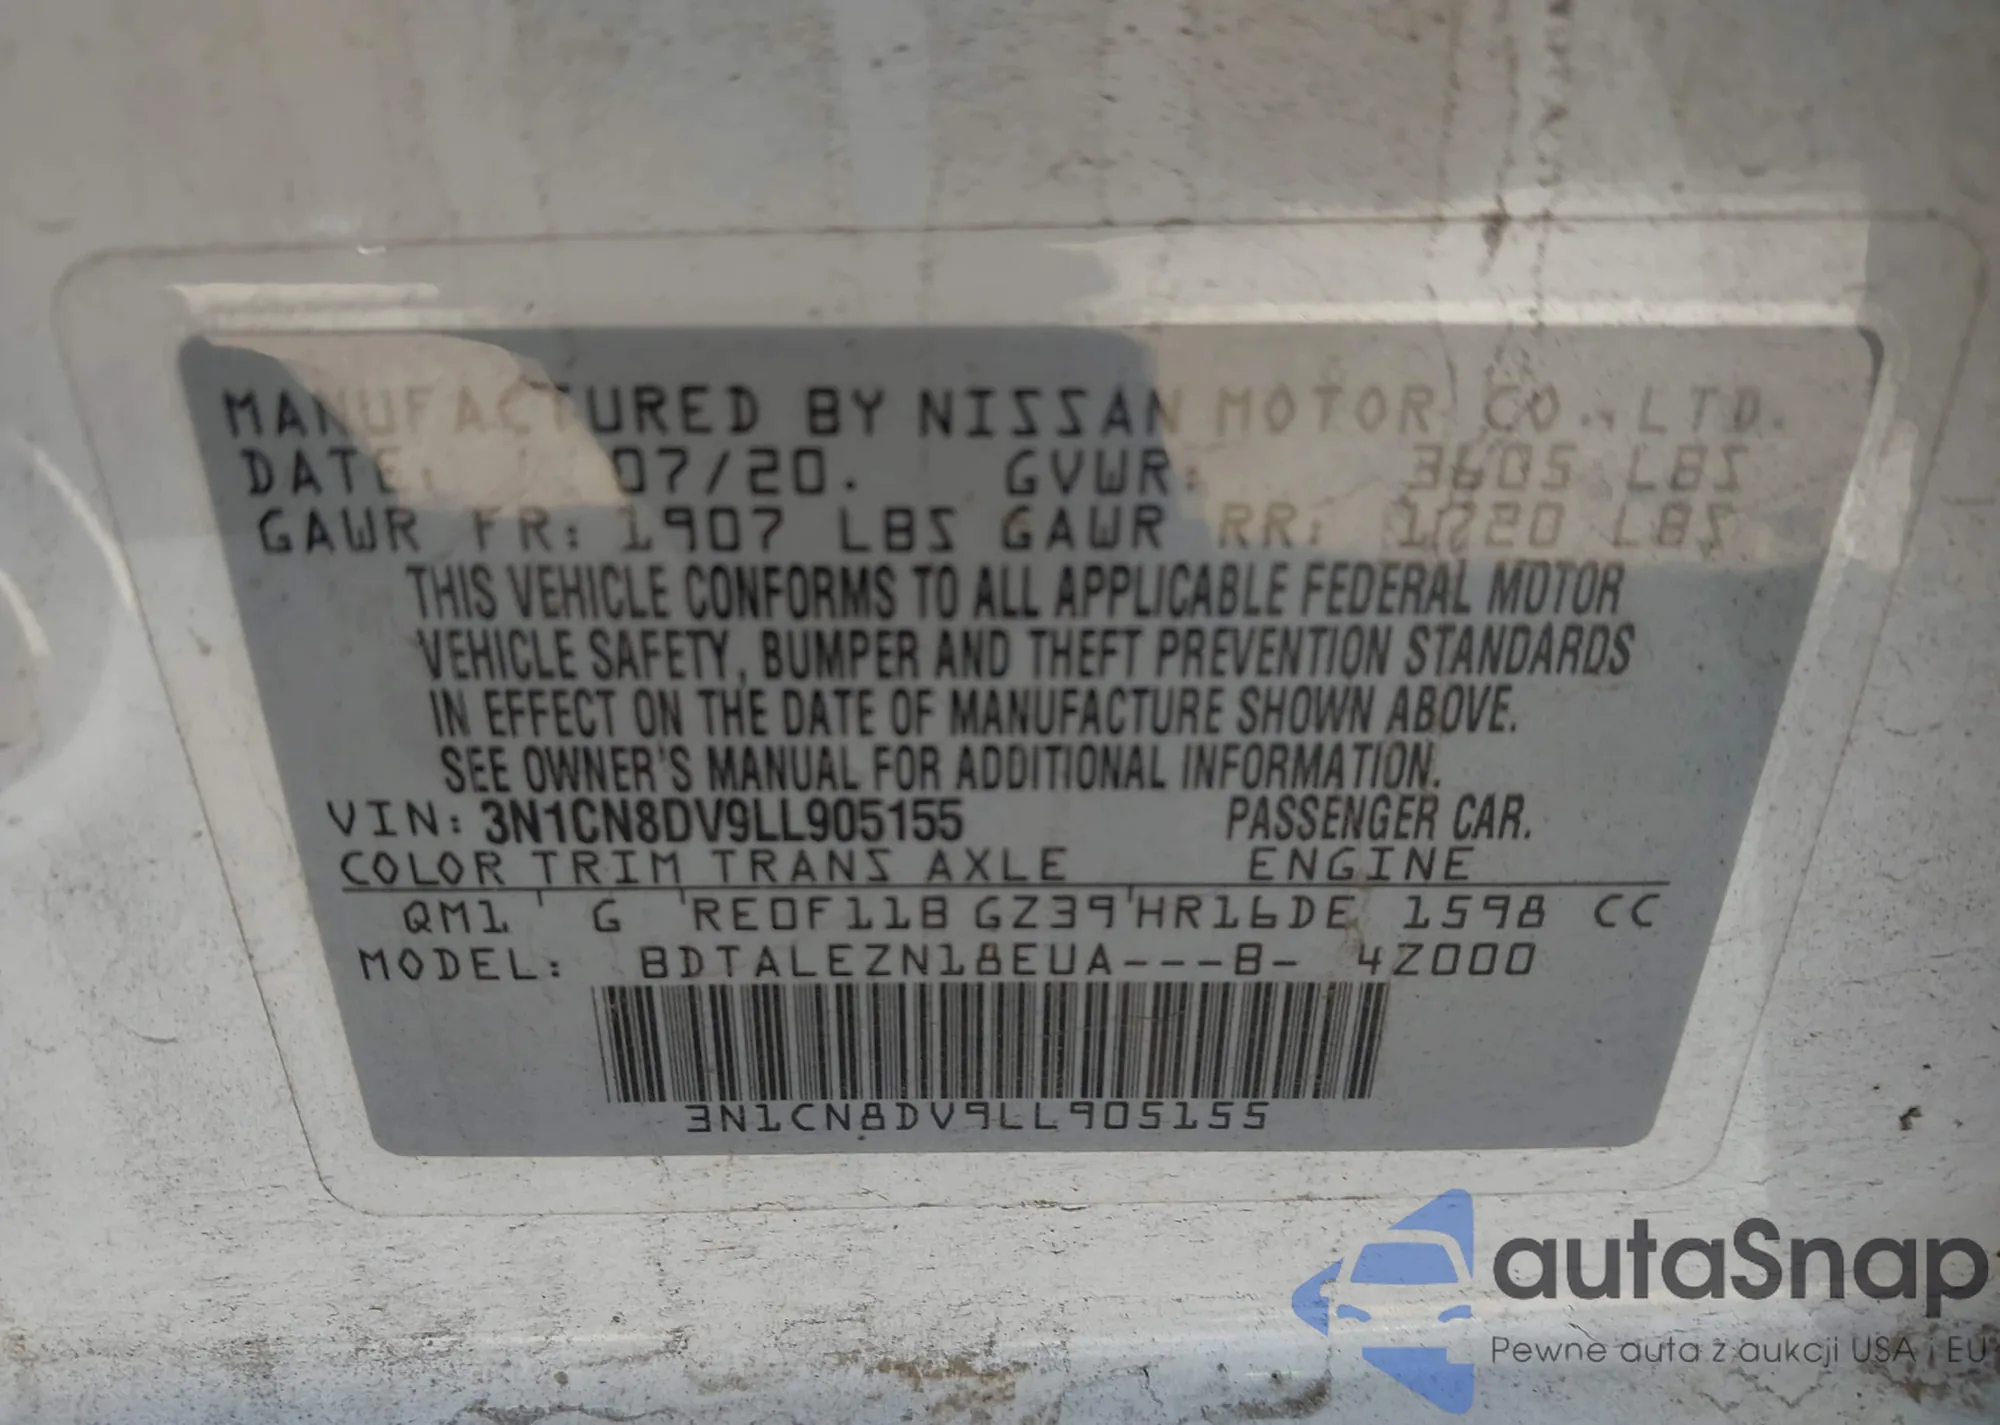 MANUFACTURED BY NISSAN MOTOR CO., LTD.
DATE: 07/20. GVWR: 3605 LBS
GAWR FR: 1907 LBS GAWR RR: 1720 LBS
THIS VEHICLE CONFORMS TO ALL APPLICABLE FEDERAL MOTOR
VEHICLE SAFETY, BUMPER AND THEFT PREVENTION STANDARDS
IN EFFECT ON THE DATE OF MANUFACTURE SHOWN ABOVE.
SEE OWNER'S MANUAL FOR ADDITIONAL INFORMATION.
VIN: 3N1CN8DV9LL905155 PASSENGER CAR.
COLOR TRIM TRANS AXLE ENGINE
QM1 ' G ' RE0F11B GZ39 ' HR16DE 1598 CC
MODEL: BDTALEZN18EUA---B- 4Z000
3N1CN8DV9LL905155
autaSnap
Pewne auta z aukcji USA i EU